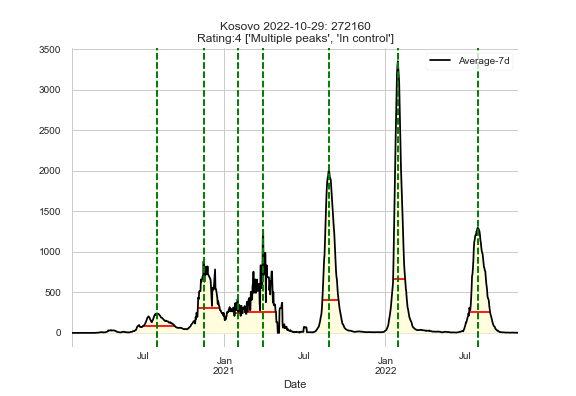 Kosovo 2022-10-29: 272160
Rating:4 ['Multiple peaks', 'In control']
Average-7d
3500
3000
2500
2000
1500
1000
500
0
Jul
Jan
2021
Jul
Jan
2022
Jul
Date